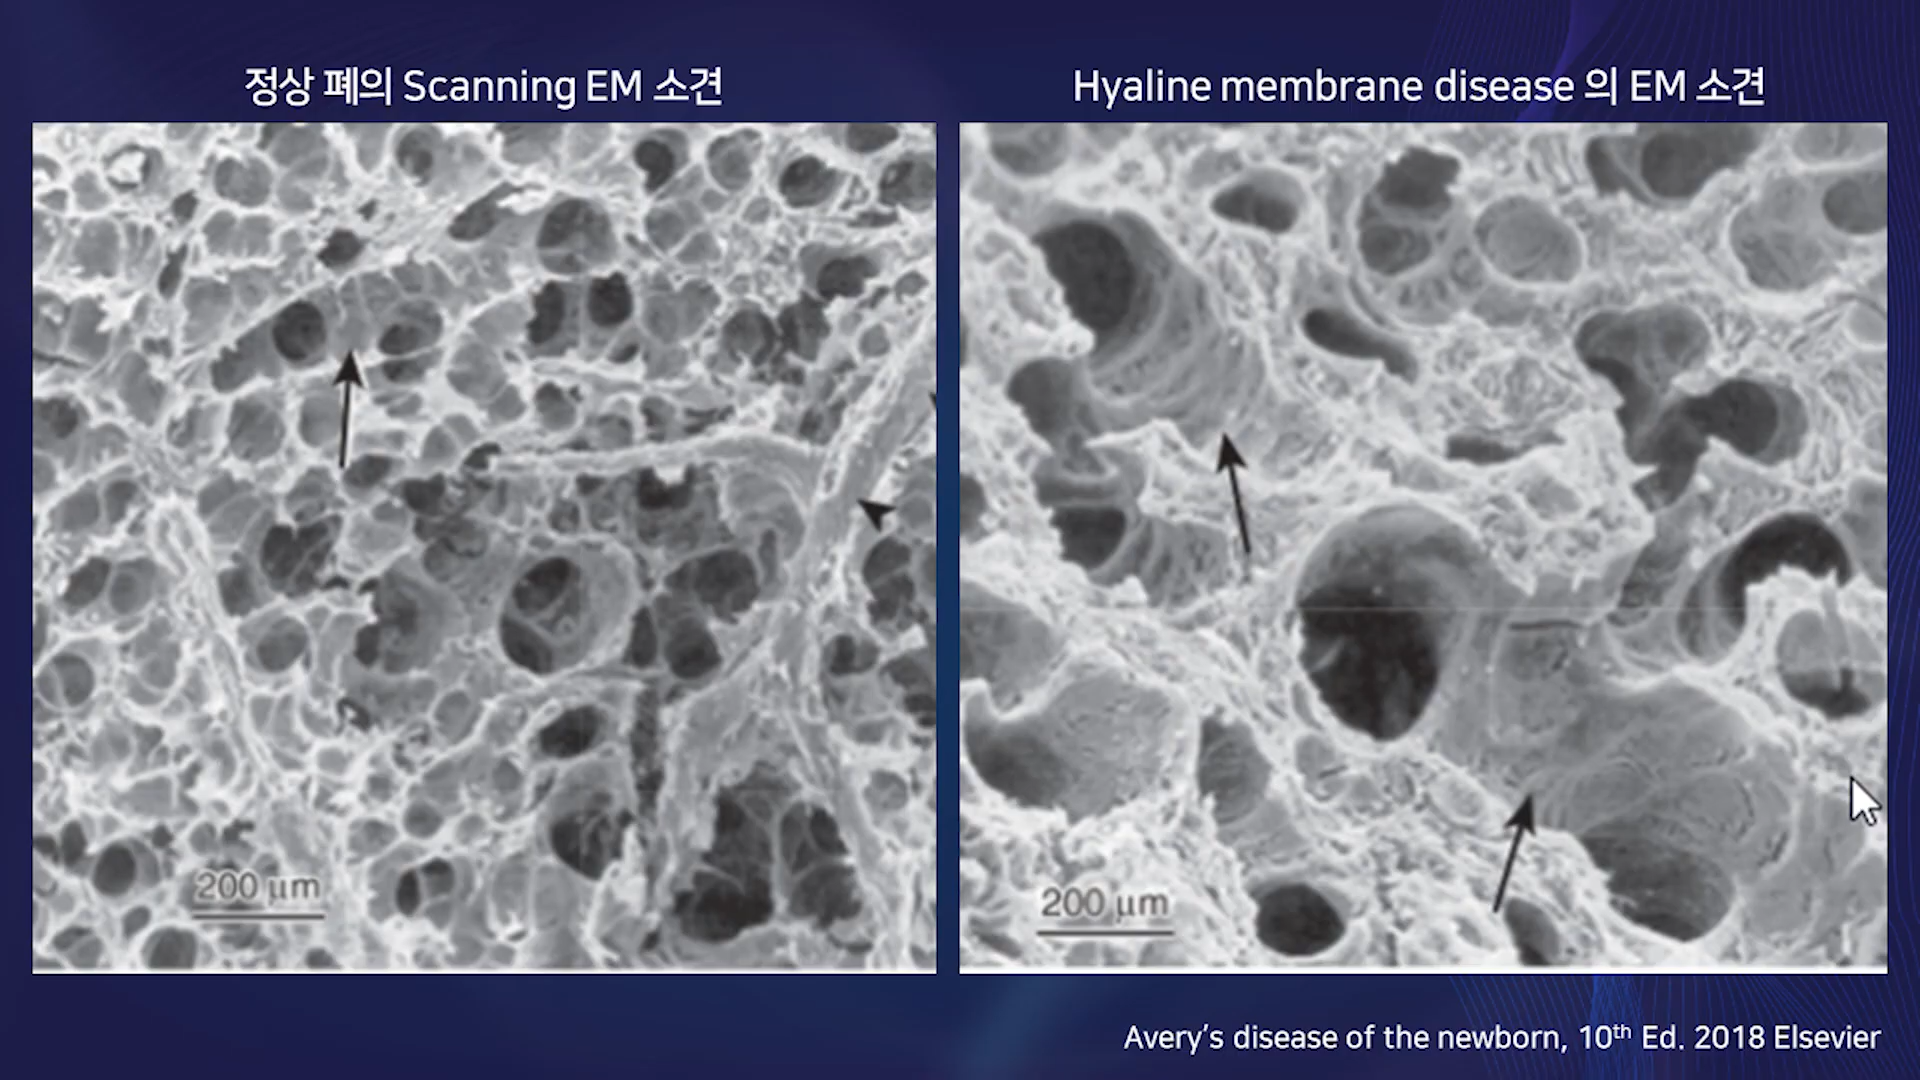 정상 폐의 Scanning EM 소견
Hyaline membrane disease 의 EM 소견
200 µm
200 µm
Avery's disease of the newborn, 10th Ed. 2018 Elsevier